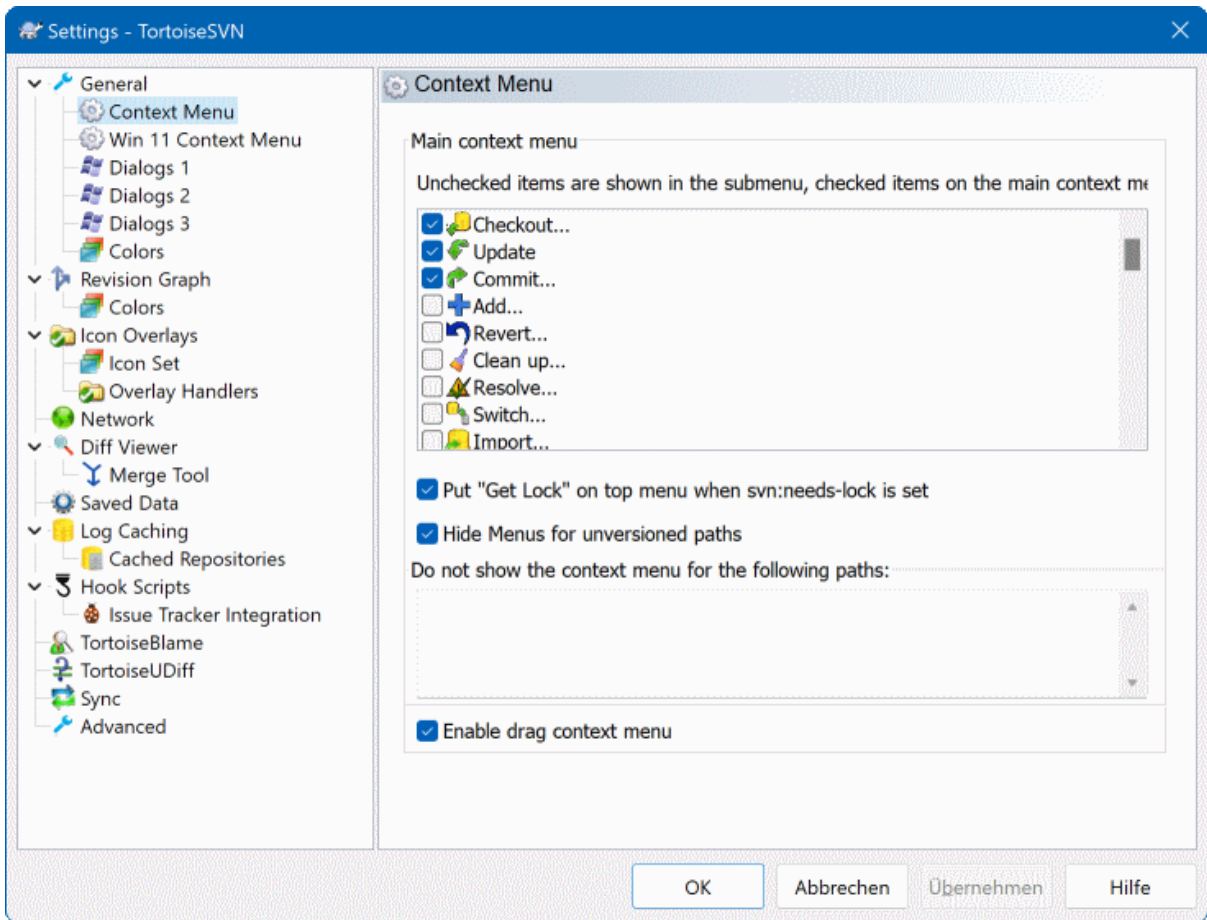 Settings - TortoiseSVN
General
Context Menu
Win 11 Context Menu
Dialogs 1
Dialogs 2
Dialogs 3
Colors
Revision Graph
Colors
Icon Overlays
Icon Set
Overlay Handlers
Network
Diff Viewer
Merge Tool
Saved Data
Log Caching
Cached Repositories
Hook Scripts
Issue Tracker Integration
TortoiseBlame
TortoiseUDiff
Sync
Advanced
Context Menu
Main context menu
Unchecked items are shown in the submenu, checked items on the main context me
Checkout...
Update
Commit...
Add...
Revert...
Clean up...
Resolve...
Switch...
Import...
Put "Get Lock" on top menu when svn:needs-lock is set
Hide Menus for unversioned paths
Do not show the context menu for the following paths:
Enable drag context menu
OK Abbrechen Übernehmen Hilfe